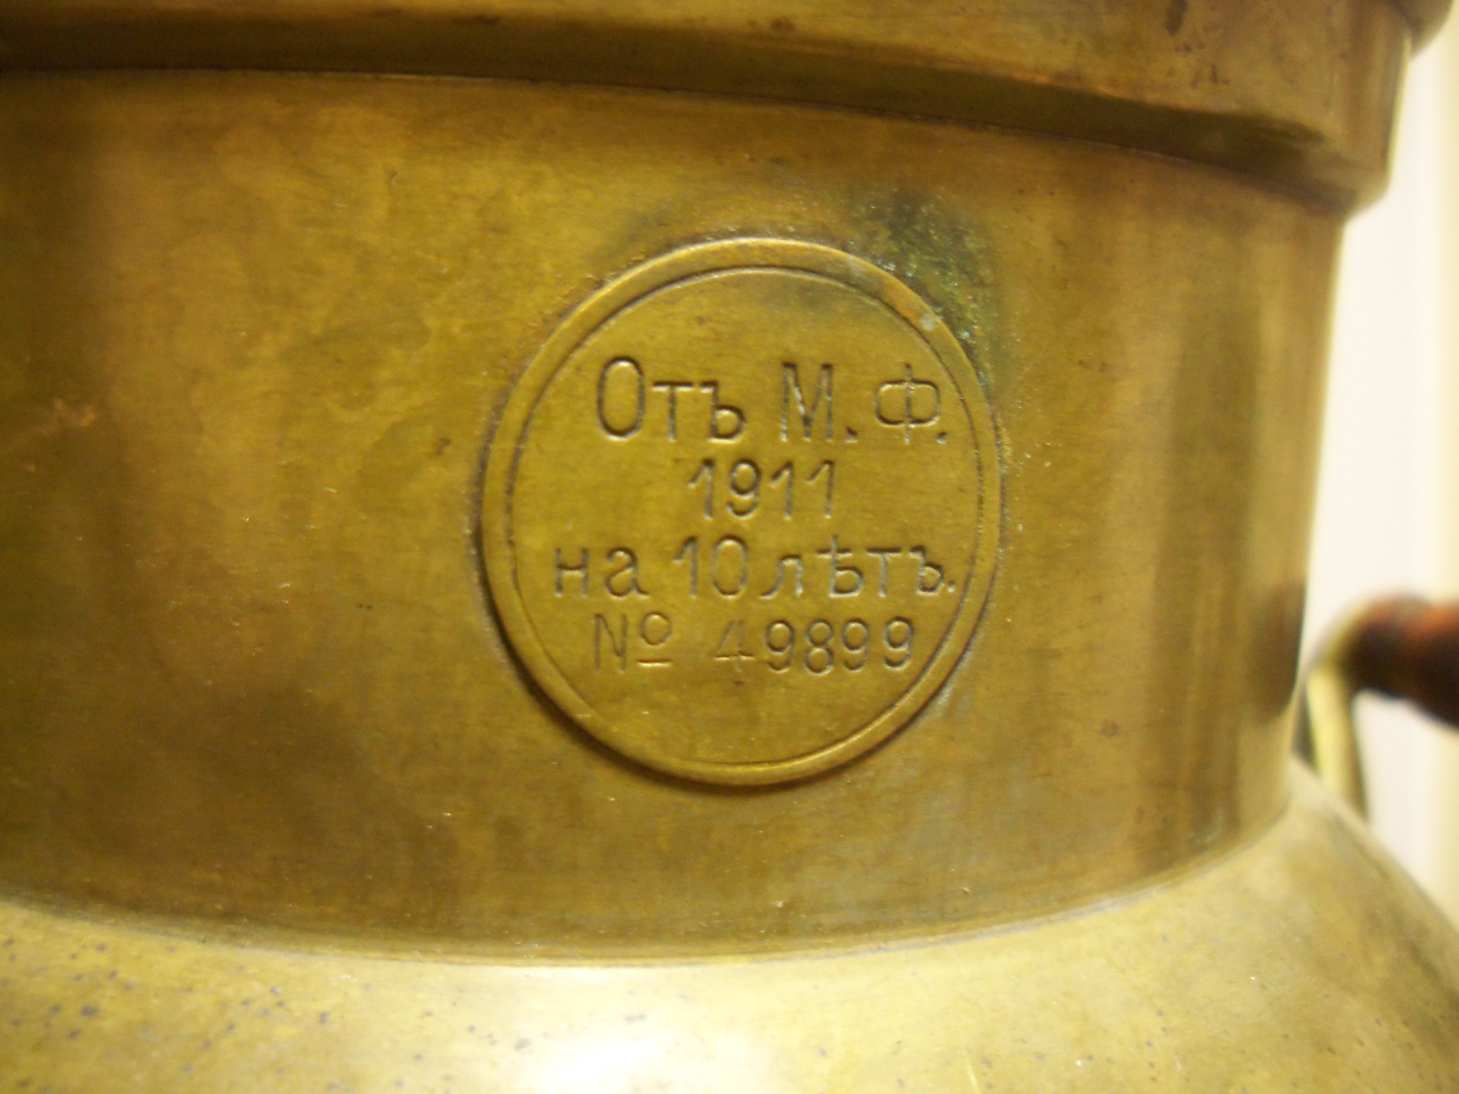 Отъ М. Ф.
1911
на 10 лѣтъ.
№ 49899